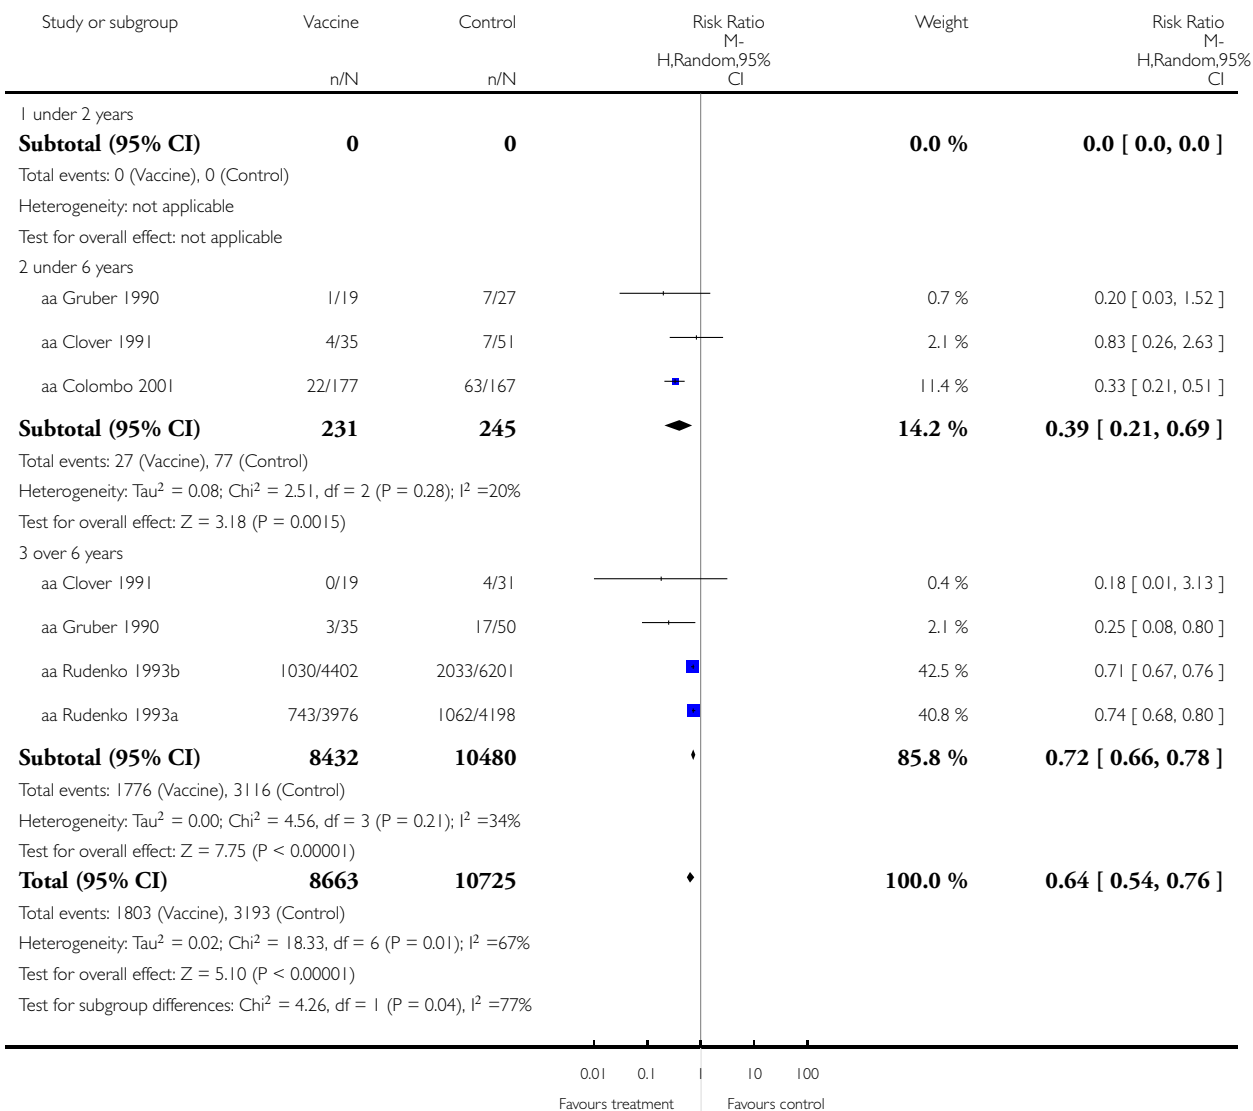 Study or subgroup Vaccine Control Risk Ratio Weight Risk Ratio
M- M-
H,Random,95% H,Random,95%
n/N n/N CI CI
1 under 2 years
Subtotal (95% CI) 0 0 0.0 % 0.0 [ 0.0, 0.0 ]
Total events: 0 (Vaccine), 0 (Control)
Heterogeneity: not applicable
Test for overall effect: not applicable
2 under 6 years
aa Gruber 1990 1/19 7/27 0.7 % 0.20 [ 0.03, 1.52 ]
aa Clover 1991 4/35 7/51 2.1 % 0.83 [ 0.26, 2.63 ]
aa Colombo 2001 22/177 63/167 11.4 % 0.33 [ 0.21, 0.51 ]
Subtotal (95% CI) 231 245 14.2 % 0.39 [ 0.21, 0.69 ]
Total events: 27 (Vaccine), 77 (Control)
Heterogeneity: Tau² = 0.08; Chi² = 2.51, df = 2 (P = 0.28); I² =20%
Test for overall effect: Z = 3.18 (P = 0.0015)
3 over 6 years
aa Clover 1991 0/19 4/31 0.4 % 0.18 [ 0.01, 3.13 ]
aa Gruber 1990 3/35 17/50 2.1 % 0.25 [ 0.08, 0.80 ]
aa Rudenko 1993b 1030/4402 2033/6201 42.5 % 0.71 [ 0.67, 0.76 ]
aa Rudenko 1993a 743/3976 1062/4198 40.8 % 0.74 [ 0.68, 0.80 ]
Subtotal (95% CI) 8432 10480 85.8 % 0.72 [ 0.66, 0.78 ]
Total events: 1776 (Vaccine), 3116 (Control)
Heterogeneity: Tau² = 0.00; Chi² = 4.56, df = 3 (P = 0.21); I² =34%
Test for overall effect: Z = 7.75 (P < 0.00001)
Total (95% CI) 8663 10725 100.0 % 0.64 [ 0.54, 0.76 ]
Total events: 1803 (Vaccine), 3193 (Control)
Heterogeneity: Tau² = 0.02; Chi² = 18.33, df = 6 (P = 0.01); I² =67%
Test for overall effect: Z = 5.10 (P < 0.00001)
Test for subgroup differences: Chi² = 4.26, df = 1 (P = 0.04), I² =77%
0.01 0.1 1 10 100
Favours treatment Favours control